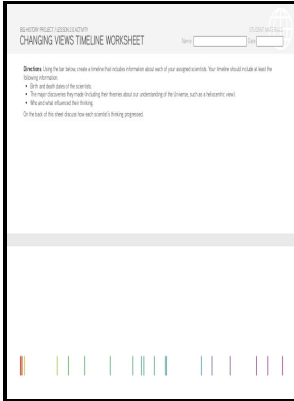 BIG HISTORY PROJECT / LESSON 2.0 ACTIVITY
STUDENT MATERIALS
CHANGING VIEWS TIMELINE WORKSHEET
Name
Date
Directions: Using the bar below, create a timeline that includes information about each of your assigned scientists. Your timeline should include at least the
following information:
• Birth and death dates of the scientists.
• The major discoveries they made (including their theories about our understanding of the Universe, such as a heliocentric view).
• Who and what influenced their thinking.
On the back of this sheet discuss how each scientist's thinking progressed.